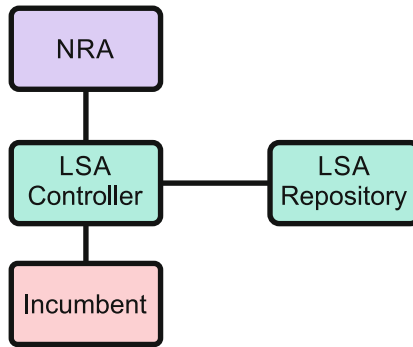 NRA
LSA
Controller
LSA
Repository
Incumbent